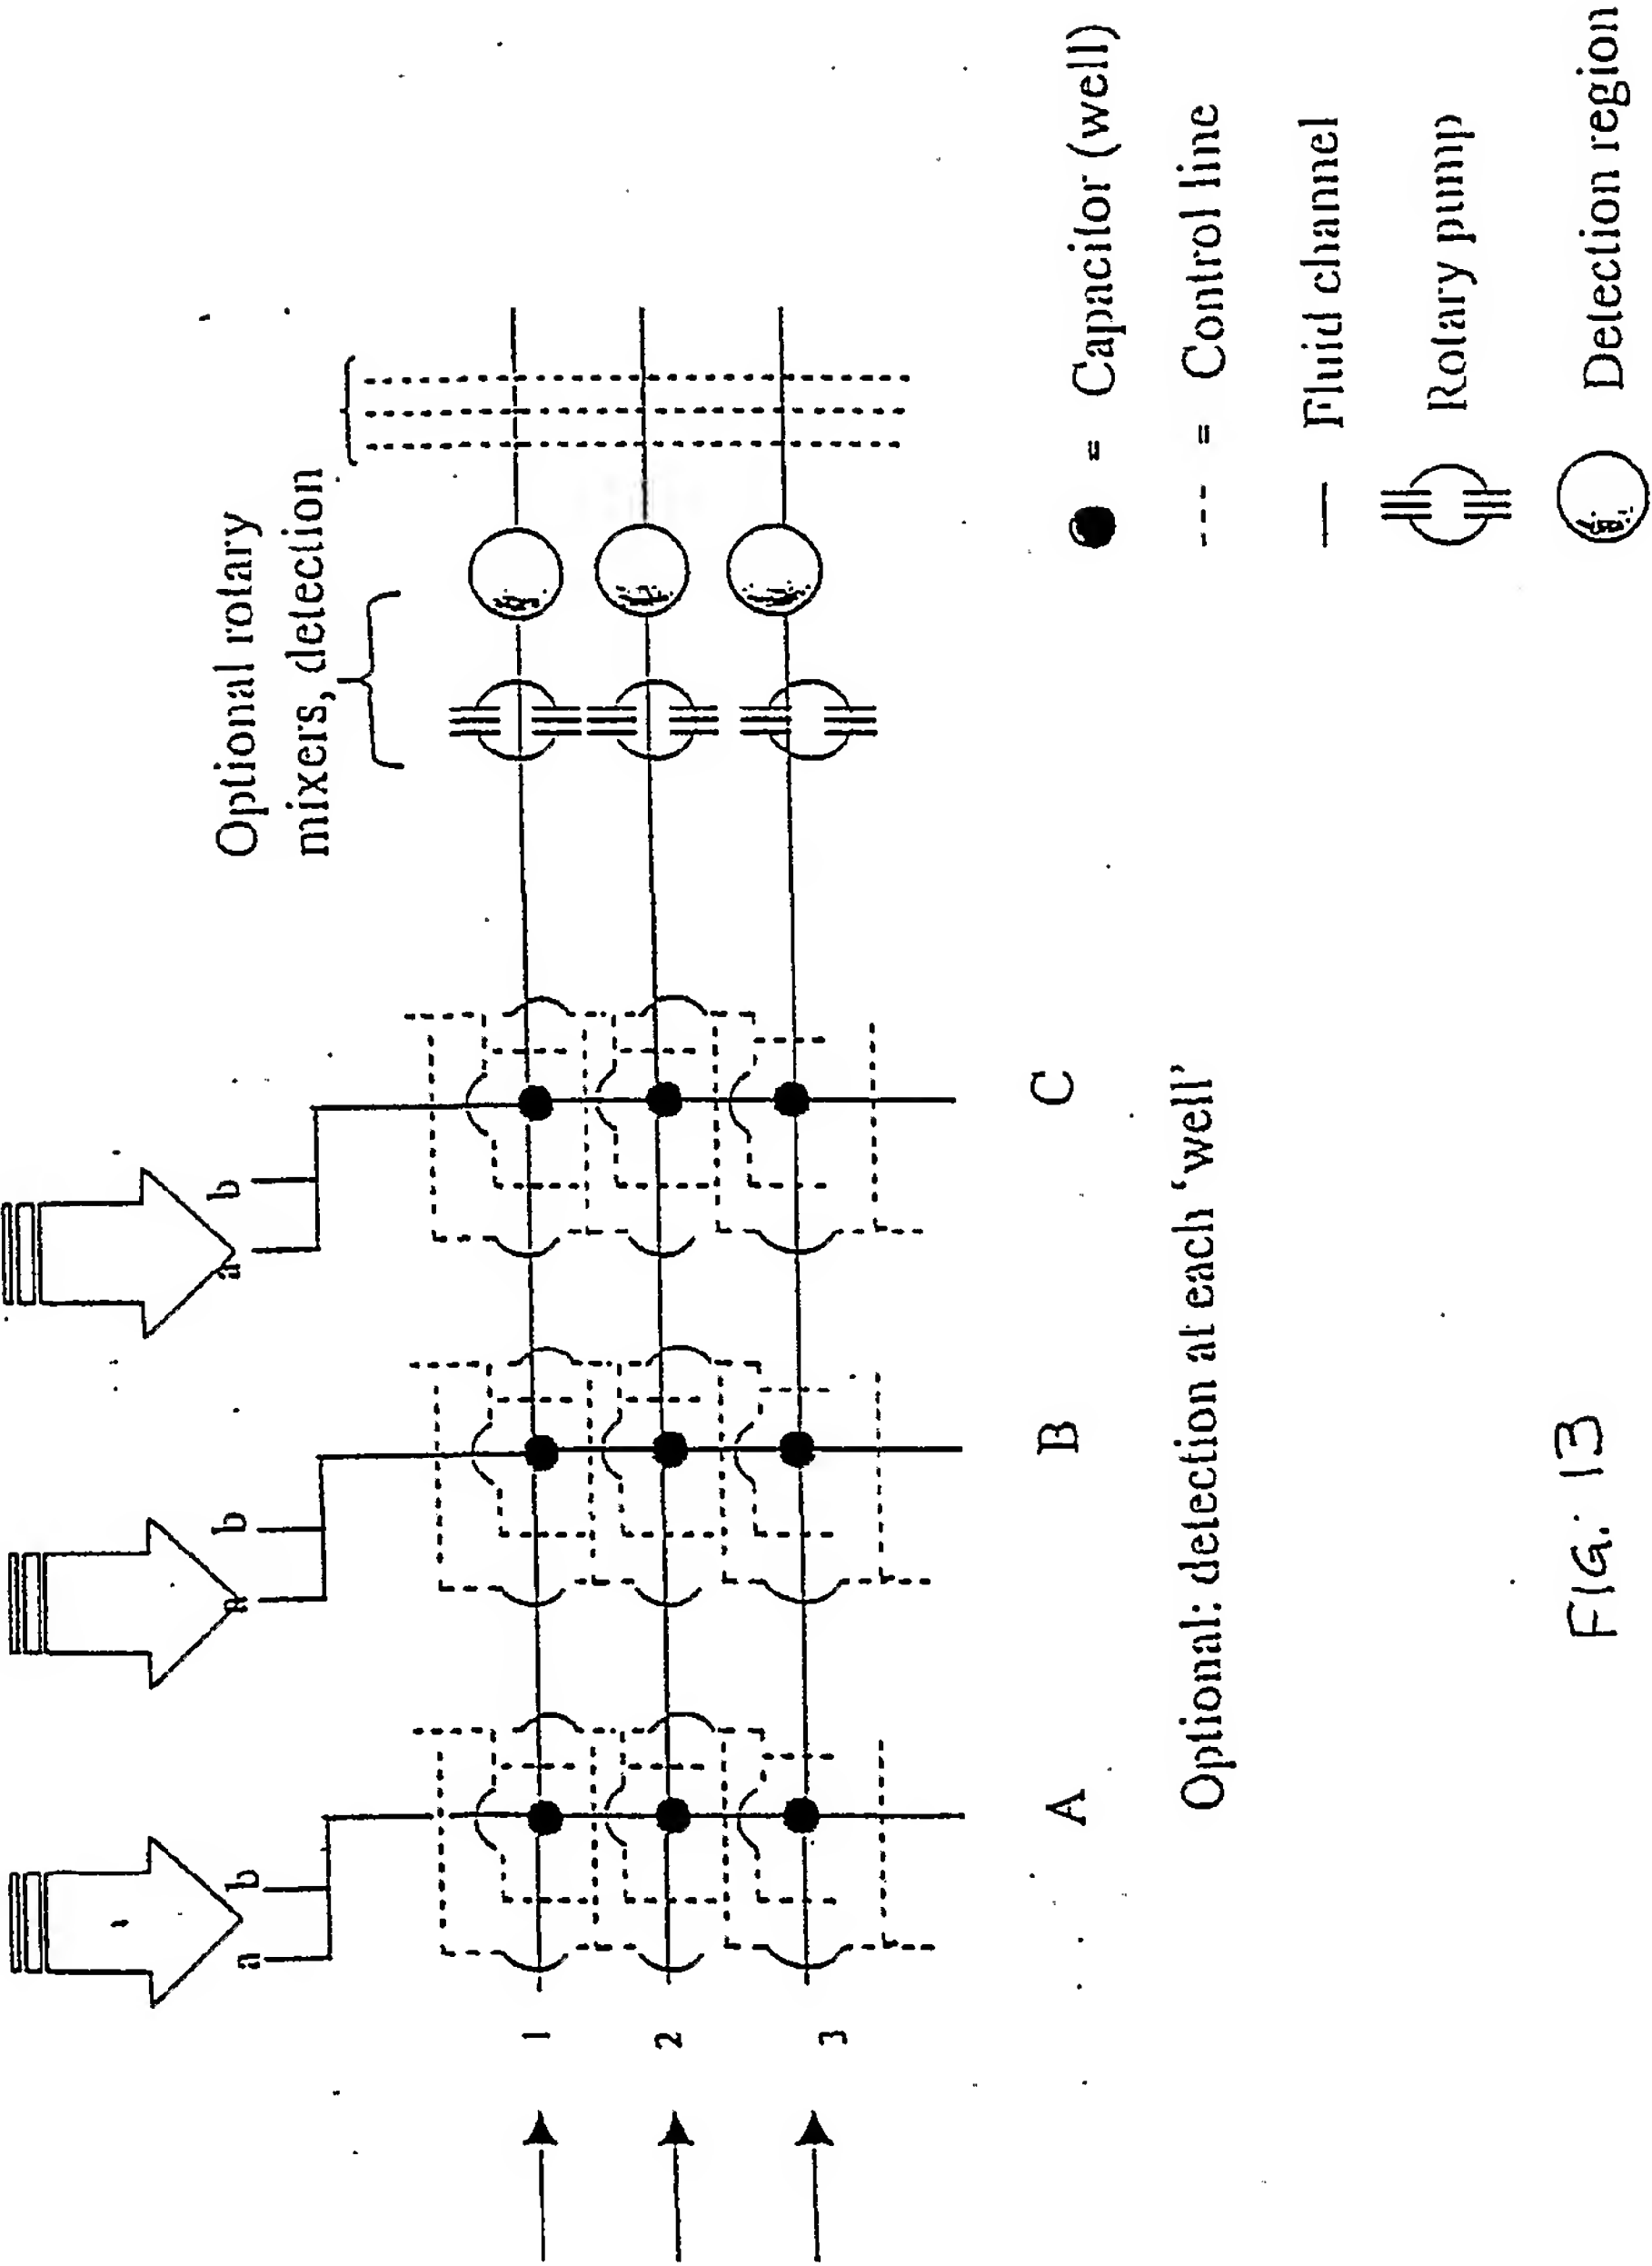 a b
a b
a b
Optional rotary
mixers, detection
1
2
3
A
B
C
Optional: detection at each ‘well’
= Capacitor (well)
--- = Control line
— Fluid channel
Rotary pump
Detection region
FIG. 13